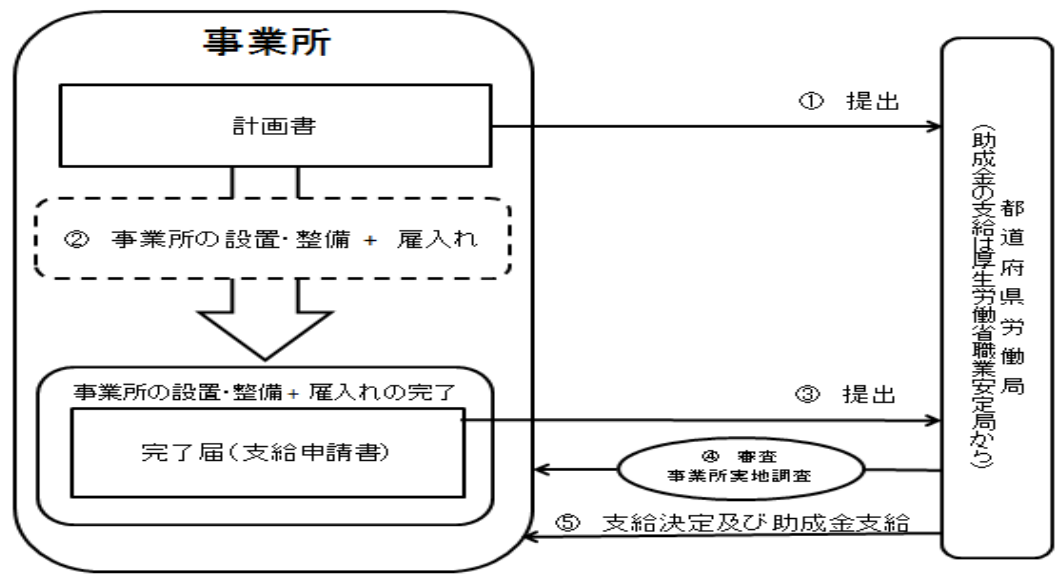 事業所
計画書
① 提出
② 事業所の設置・整備 + 雇入れ
事業所の設置・整備+ 雇入れの完了
完了届(支給申請書)
③ 提出
④ 審査
事業所実地調査
⑤ 支給決定及び助成金支給
都道府県労働局
(助成金の支給は厚生労働省職業安定局から)